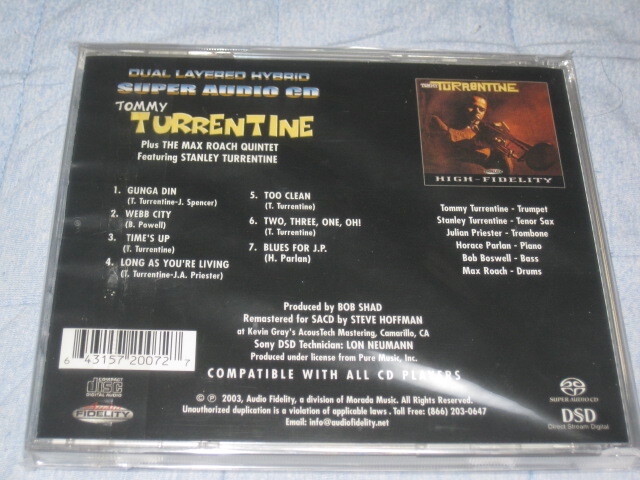 DUAL LAYERED HYBRID
SUPER AUDIO CD
TOMMY
TURRENTINE
Plus THE MAX ROACH QUINTET
Featuring STANLEY TURRENTINE
1. GUNGA DIN
(T. Turrentine-J. Spencer)
2. WEBB CITY
(B. Powell)
3. TIME'S UP
(T. Turrentine)
4. LONG AS YOU'RE LIVING
(T. Turrentine-J.A. Priester)
5. TOO CLEAN
(T. Turrentine)
6. TWO, THREE, ONE, OH!
(T. Turrentine)
7. BLUES FOR J.P.
(H. Parlan)
TOMMY TURRENTINE
HIGH-FIDELITY
Tommy Turrentine - Trumpet
Stanley Turrentine - Tenor Sax
Julian Priester - Trombone
Horace Parlan - Piano
Bob Boswell - Bass
Max Roach - Drums
Produced by BOB SHAD
Remastered for SACD by STEVE HOFFMAN
at Kevin Gray's AcousTech Mastering, Camarillo, CA
Sony DSD Technician: LON NEUMANN
Produced under license from Pure Music, Inc.
COMPATIBLE WITH ALL CD PLAYERS
6 43157 20072 7
COMPACT
disc
DIGITAL AUDIO
FIDELITY
© ℗ 2003, Audio Fidelity, a division of Morada Music. All Rights Reserved.
Unauthorized duplication is a violation of applicable laws. Toll Free: (866) 203-0647
Email: info@audiofidelity.net
SUPER AUDIO CD
DSD
Direct Stream Digital